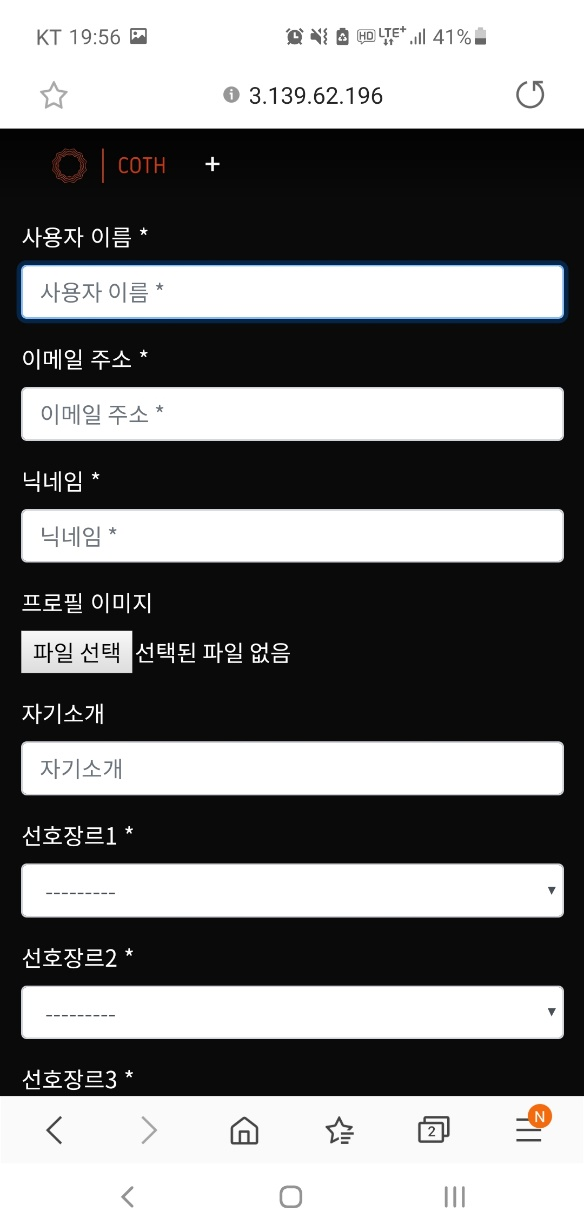 KT 19:56 HD LTE+ 41%
3.139.62.196
COTH +
사용자 이름 *
사용자 이름 *
이메일 주소 *
이메일 주소 *
닉네임 *
닉네임 *
프로필 이미지
파일 선택 선택된 파일 없음
자기소개
자기소개
선호장르1 *
---------
선호장르2 *
---------
선호장르3 *
2 N